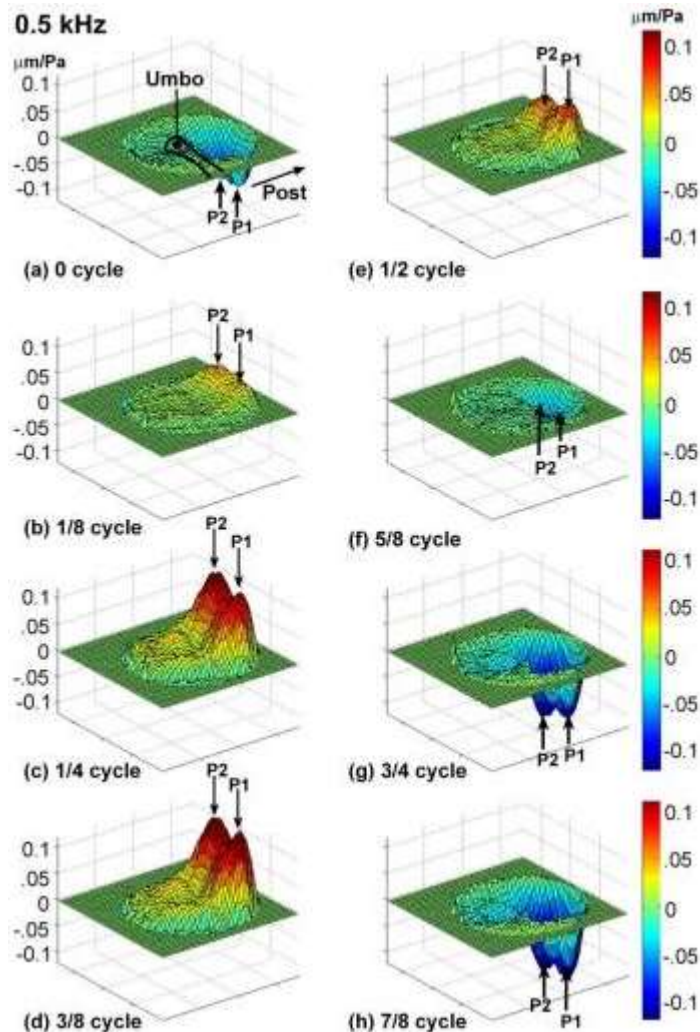 0.5 kHz
μm/Pa
0.1
0.05
0
-.05
-0.1
Umbo
Post
P2
P1
(a) 0 cycle
P2
P1
(e) 1/2 cycle
μm/Pa
0.1
.05
0
-.05
-0.1
0.1
0.05
0
-.05
-0.1
P2
P1
(b) 1/8 cycle
P2
P1
(f) 5/8 cycle
0.1
.05
0
-.05
-0.1
0.1
0.05
0
-.05
-0.1
P2
P1
(c) 1/4 cycle
P2
P1
(g) 3/4 cycle
0.1
.05
0
-.05
-0.1
0.1
0.05
0
-.05
-0.1
P2
P1
(d) 3/8 cycle
P2
P1
(h) 7/8 cycle
0.1
.05
0
-.05
-0.1